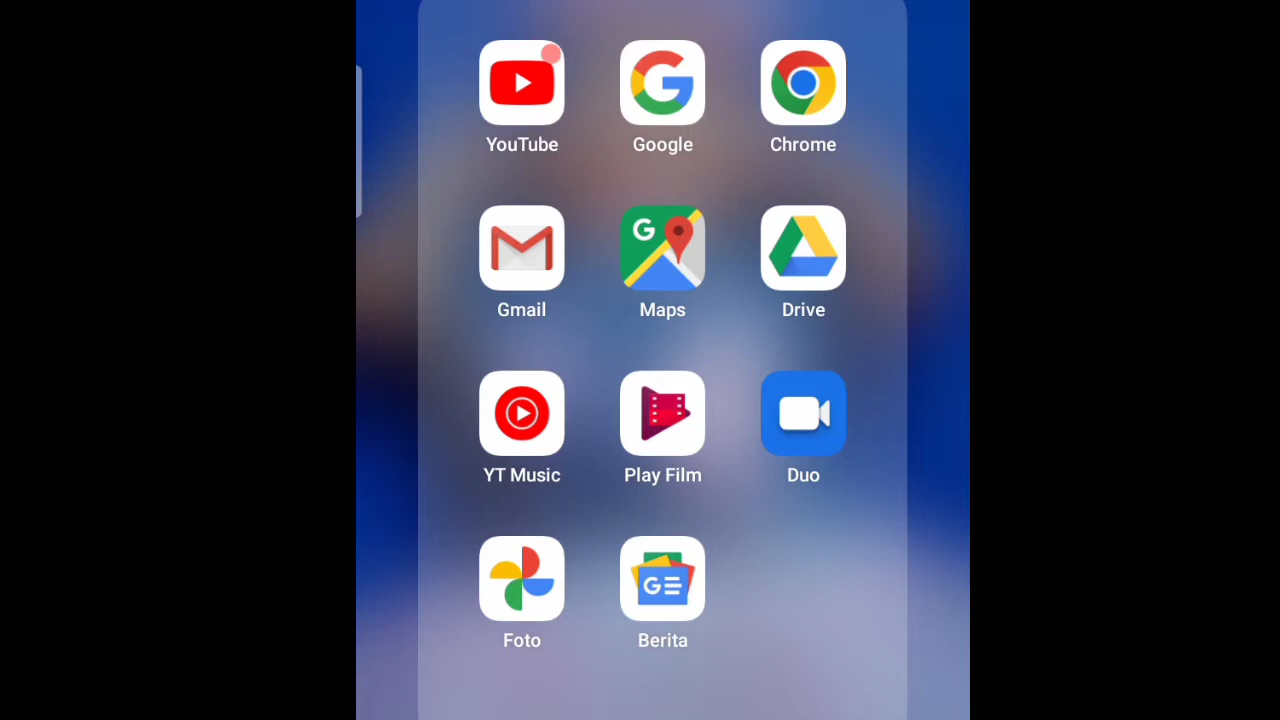 YouTube Google Chrome
G
Gmail Maps Drive
YT Music Play Film Duo
G
Foto Berita